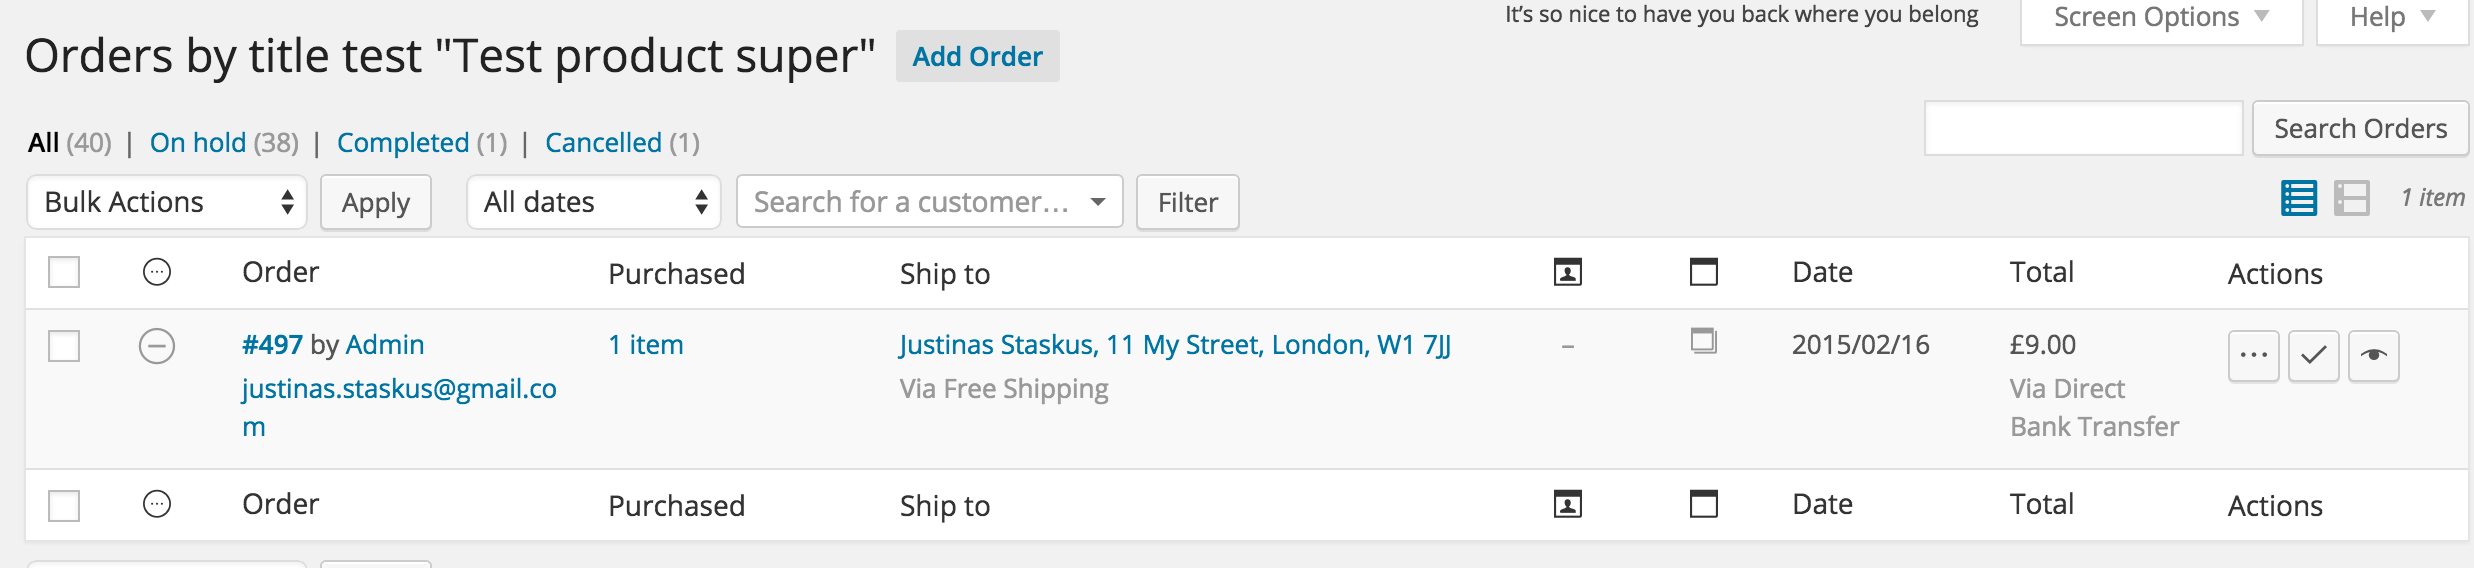 It's so nice to have you back where you belong
Screen Options
Help
Orders by title test "Test product super" Add Order
All (40) | On hold (38) | Completed (1) | Cancelled (1)
Search Orders
Bulk Actions Apply All dates Search for a customer... Filter
1 item
Order Purchased Ship to Date Total Actions
#497 by Admin 1 item Justinas Staskus, 11 My Street, London, W1 7JJ – 2015/02/16 £9.00
justinas.staskus@gmail.co Via Free Shipping Via Direct
m Bank Transfer
Order Purchased Ship to Date Total Actions